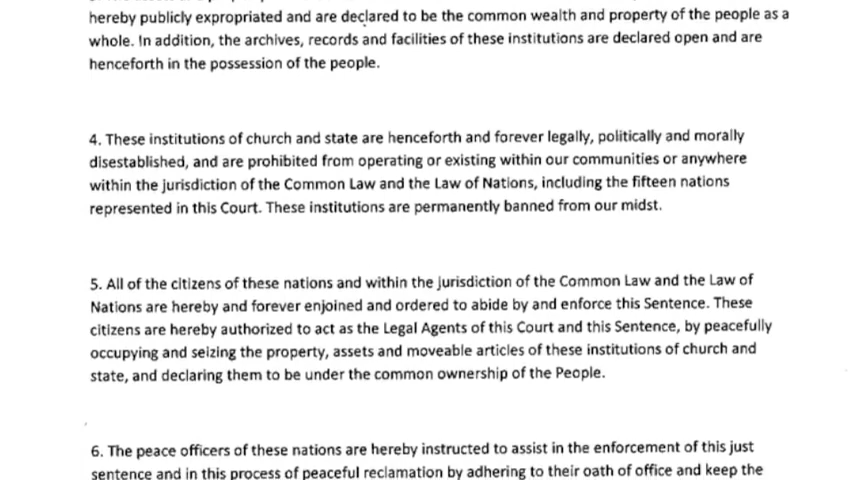 hereby publicly expropriated and are declared to be the common wealth and property of the people as a
whole. In addition, the archives, records and facilities of these institutions are declared open and are
henceforth in the possession of the people.
4. These institutions of church and state are henceforth and forever legally, politically and morally
disestablished, and are prohibited from operating or existing within our communities or anywhere
within the jurisdiction of the Common Law and the Law of Nations, including the fifteen nations
represented in this Court. These institutions are permanently banned from our midst.
5. All of the citizens of these nations and within the jurisdiction of the Common Law and the Law of
Nations are hereby and forever enjoined and ordered to abide by and enforce this Sentence. These
citizens are hereby authorized to act as the Legal Agents of this Court and this Sentence, by peacefully
occupying and seizing the property, assets and moveable articles of these institutions of church and
state, and declaring them to be under the common ownership of the People.
6. The peace officers of these nations are hereby instructed to assist in the enforcement of this just
sentence and in this process of peaceful reclamation by adhering to their oath of office and keep the